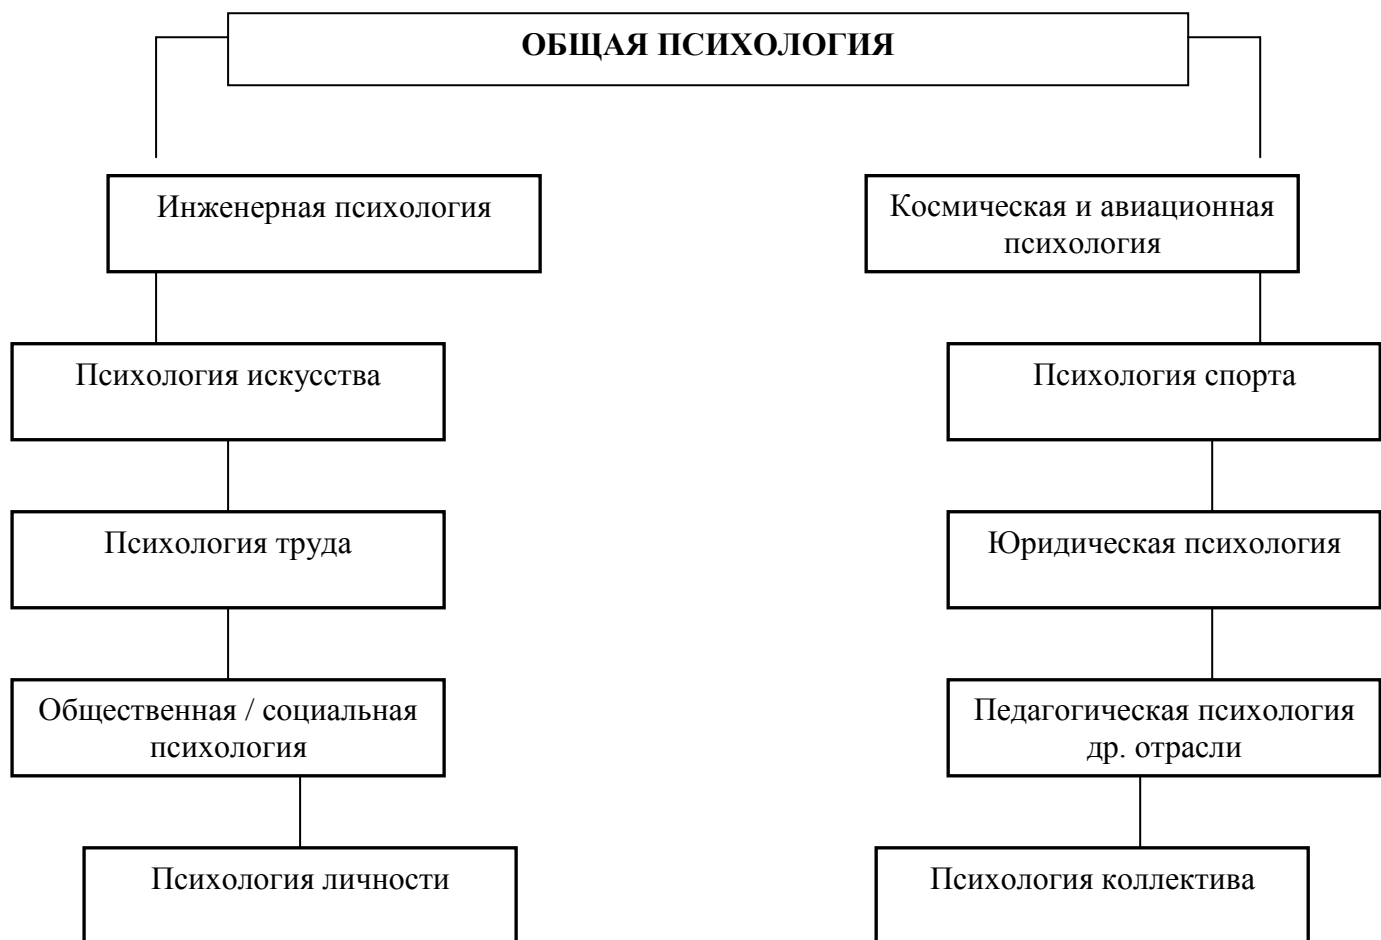 ОБЩАЯ ПСИХОЛОГИЯ
Инженерная психология
Космическая и авиационная
психология
Психология искусства
Психология спорта
Психология труда
Юридическая психология
Общественная / социальная
психология
Педагогическая психология
др. отрасли
Психология личности
Психология коллектива